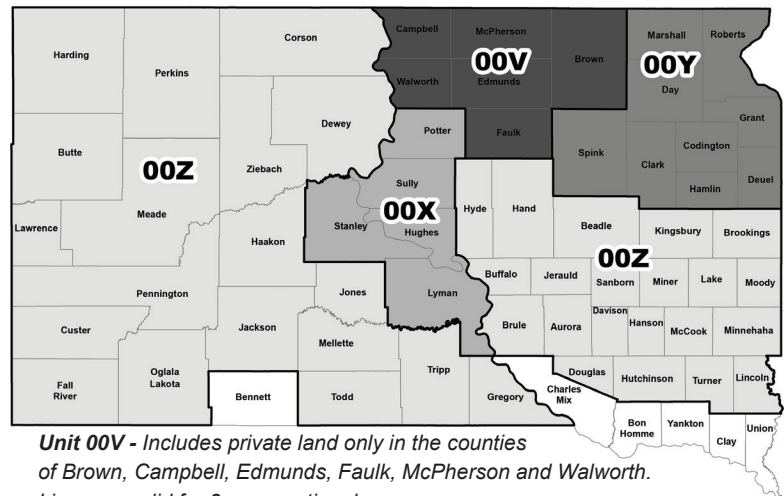 Harding
Corson
Campbell
McPherson
Marshall
Roberts
Perkins
00V
Brown
00Y
Walworth
Edmunds
Day
Dewey
Potter
Faulk
Grant
Butte
00Z
Ziebach
Spink
Codington
Clark
Meade
Sully
Hamlin
Deuel
00X
Lawrence
Stanley
Hughes
Hyde
Hand
Beadle
Kingsbury
Brookings
Haakon
00Z
Buffalo
Jerauld
Sanborn
Miner
Lake
Moody
Pennington
Jones
Lyman
Custer
Jackson
Brule
Aurora
Davison
Hanson
McCook
Minnehaha
Mellette
Fall
River
Oglala
Lakota
Bennett
Todd
Tripp
Gregory
Charles
Mix
Douglas
Hutchinson
Turner
Lincoln
Bon
Homme
Yankton
Clay
Union
Unit 00V - Includes private land only in the counties
of Brown, Campbell, Edmunds, Faulk, McPherson and Walworth.